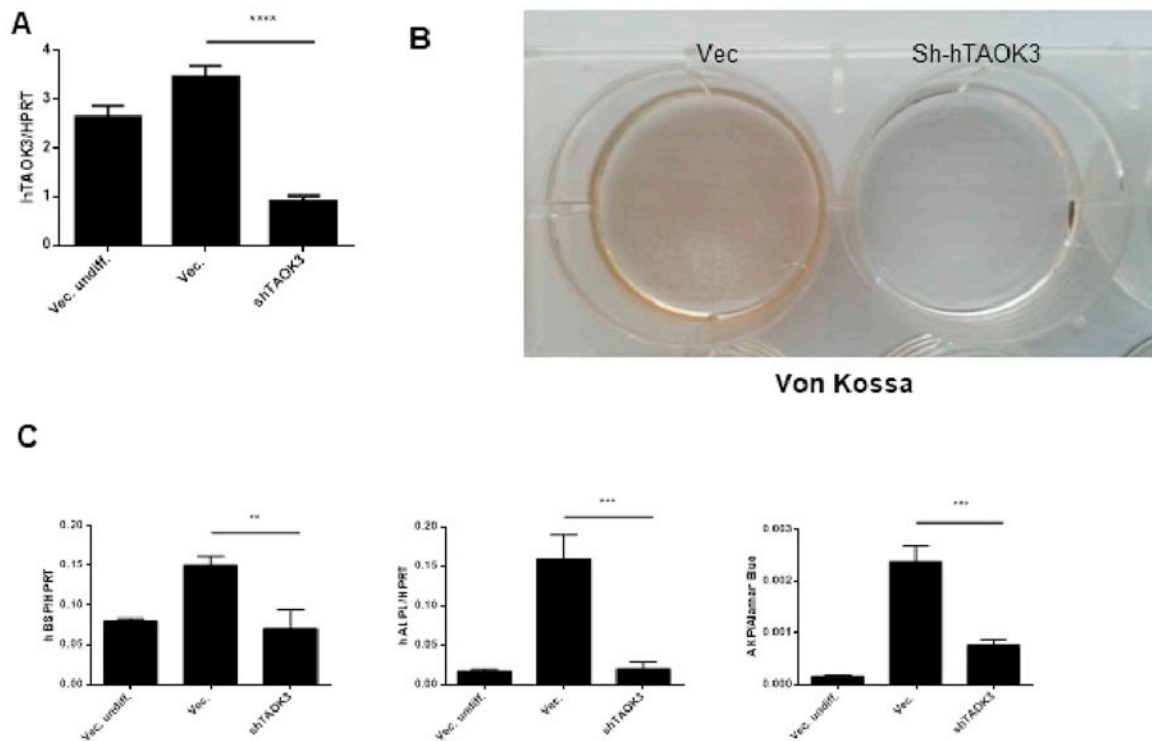 A
****
hTAOK3/HPRT
4
3
2
1
0
Vec. undiff.
Vec.
shTAOK3
B
Vec
Sh-hTAOK3
Von Kossa
C
**
hBSP/HPRT
0.20
0.15
0.10
0.05
0.00
Vec. undiff.
Vec.
shTAOK3
***
hALPL/HPRT
0.20
0.15
0.10
0.05
0.00
Vec. undiff.
Vec.
shTAOK3
***
AKP/Alamar Blue
0.003
0.002
0.001
0.000
Vec. undiff.
Vec.
shTAOK3